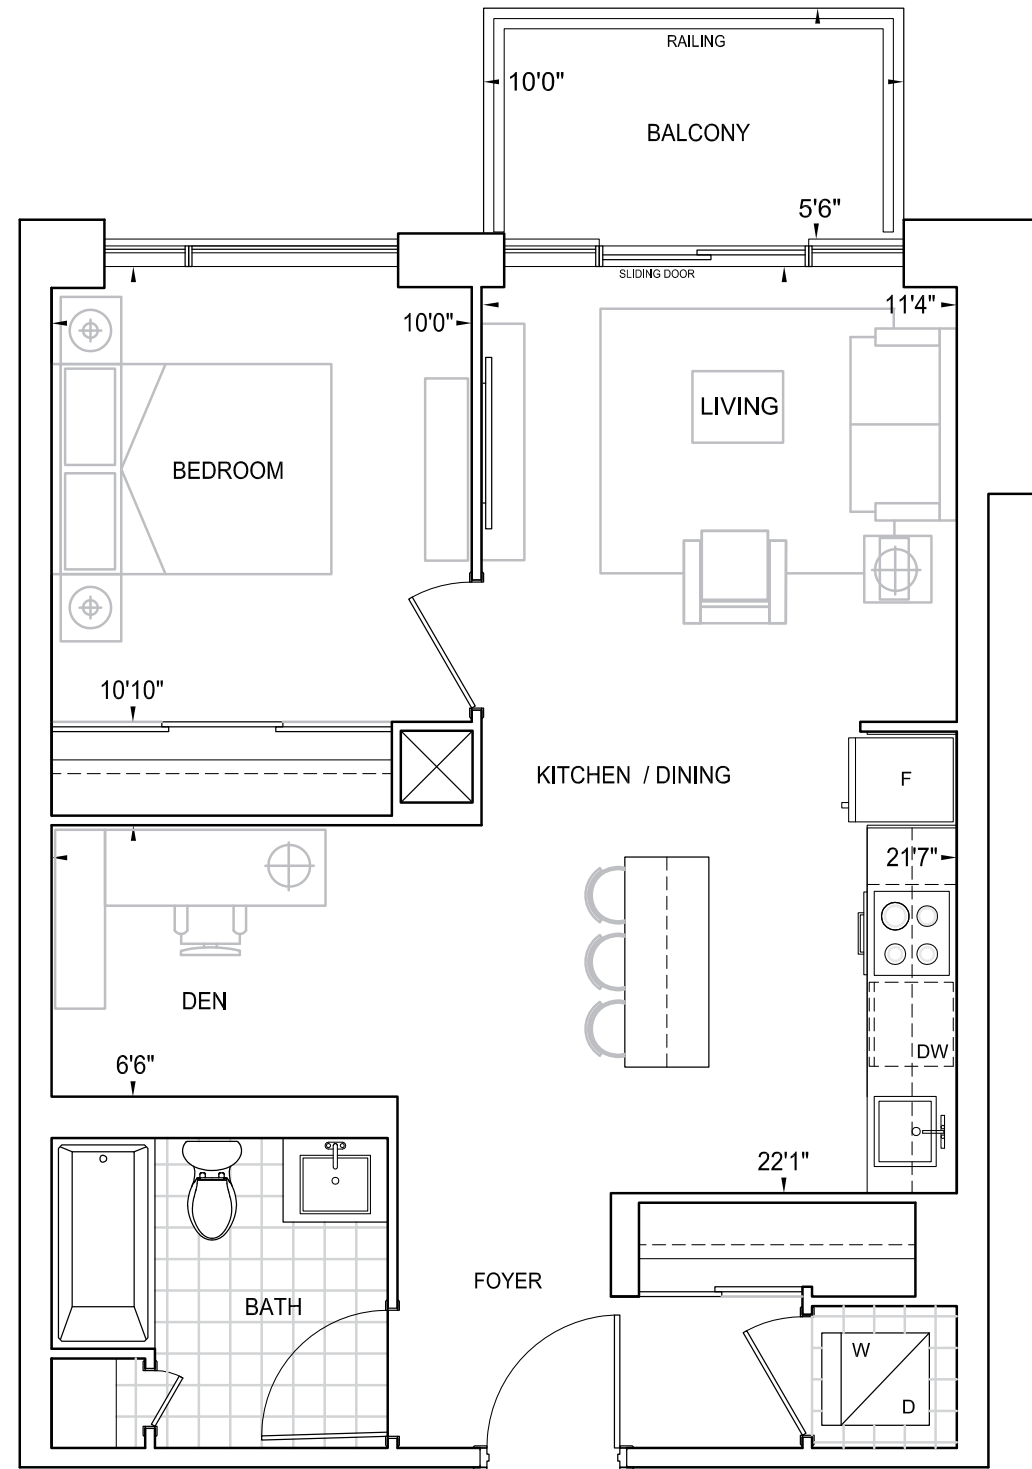 RAILING
10'0"
BALCONY
5'6"
SLIDING DOOR
10'0"
11'4"
LIVING
BEDROOM
10'10"
KITCHEN / DINING
F
21'7"
DEN
DW
6'6"
22'1"
FOYER
BATH
W
D